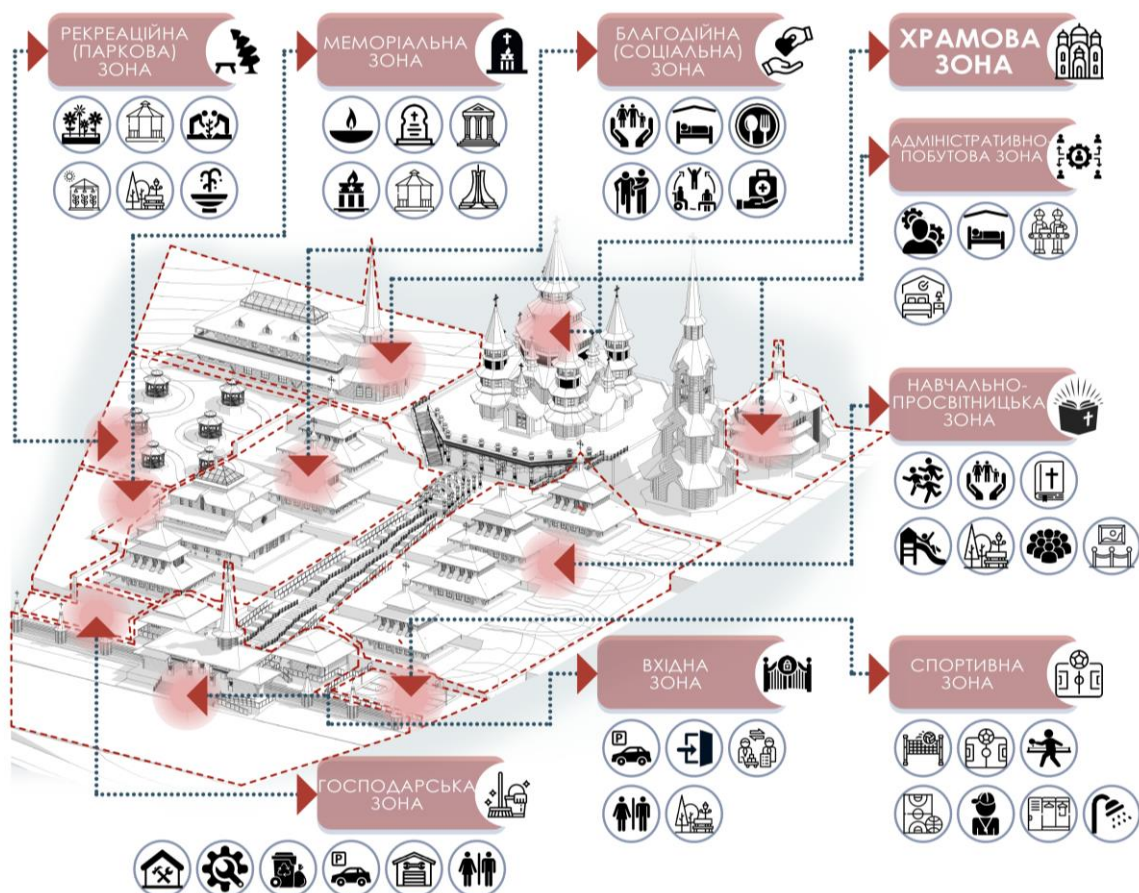 РЕКРЕАЦІЙНА
(ПАРКОВА)
ЗОНА
МЕМОРІАЛЬНА
ЗОНА
БЛАГОДІЙНА
(СОЦІАЛЬНА)
ЗОНА
ХРАМОВА
ЗОНА
АДМІНІСТРАТИВНО-
ПОБУТОВА ЗОНА
НАВЧАЛЬНО-
ПРОСВІТНИЦЬКА
ЗОНА
ВХІДНА
ЗОНА
P
СПОРТИВНА
ЗОНА
ГОСПОДАРСЬКА
ЗОНА
P